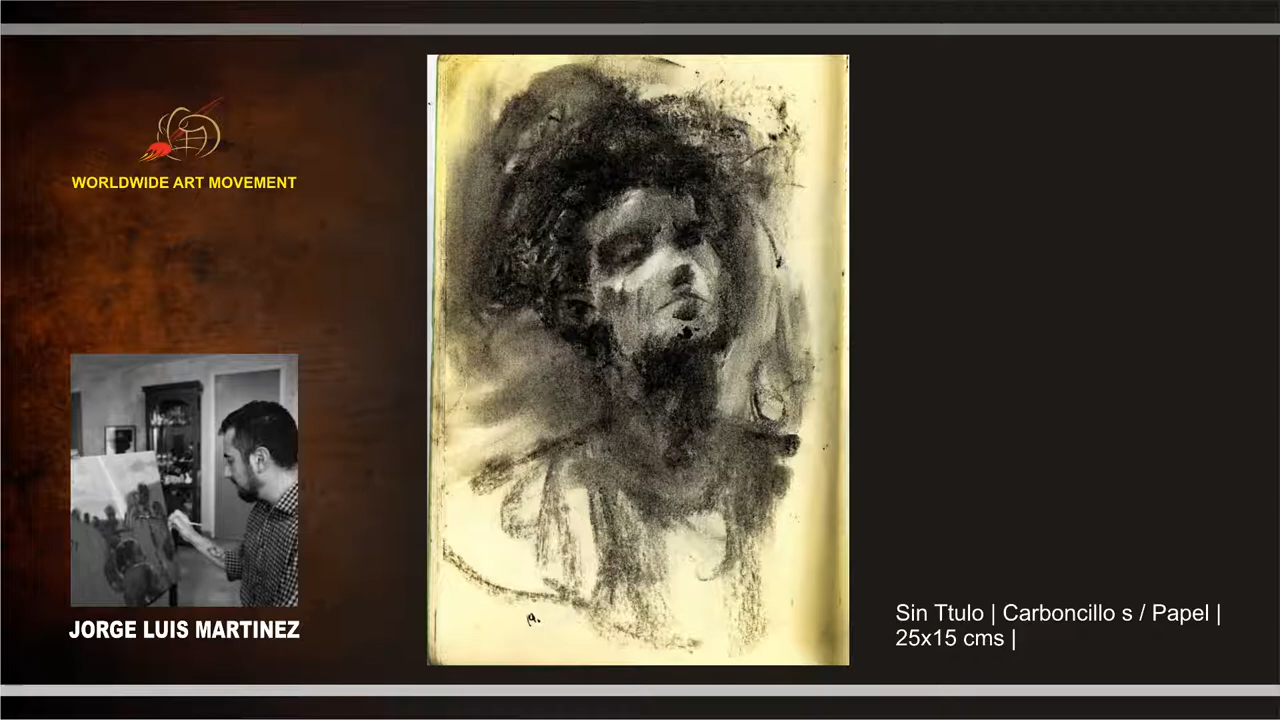 WORLDWIDE ART MOVEMENT
JORGE LUIS MARTINEZ
Sin Ttulo | Carboncillo s / Papel |
25x15 cms |